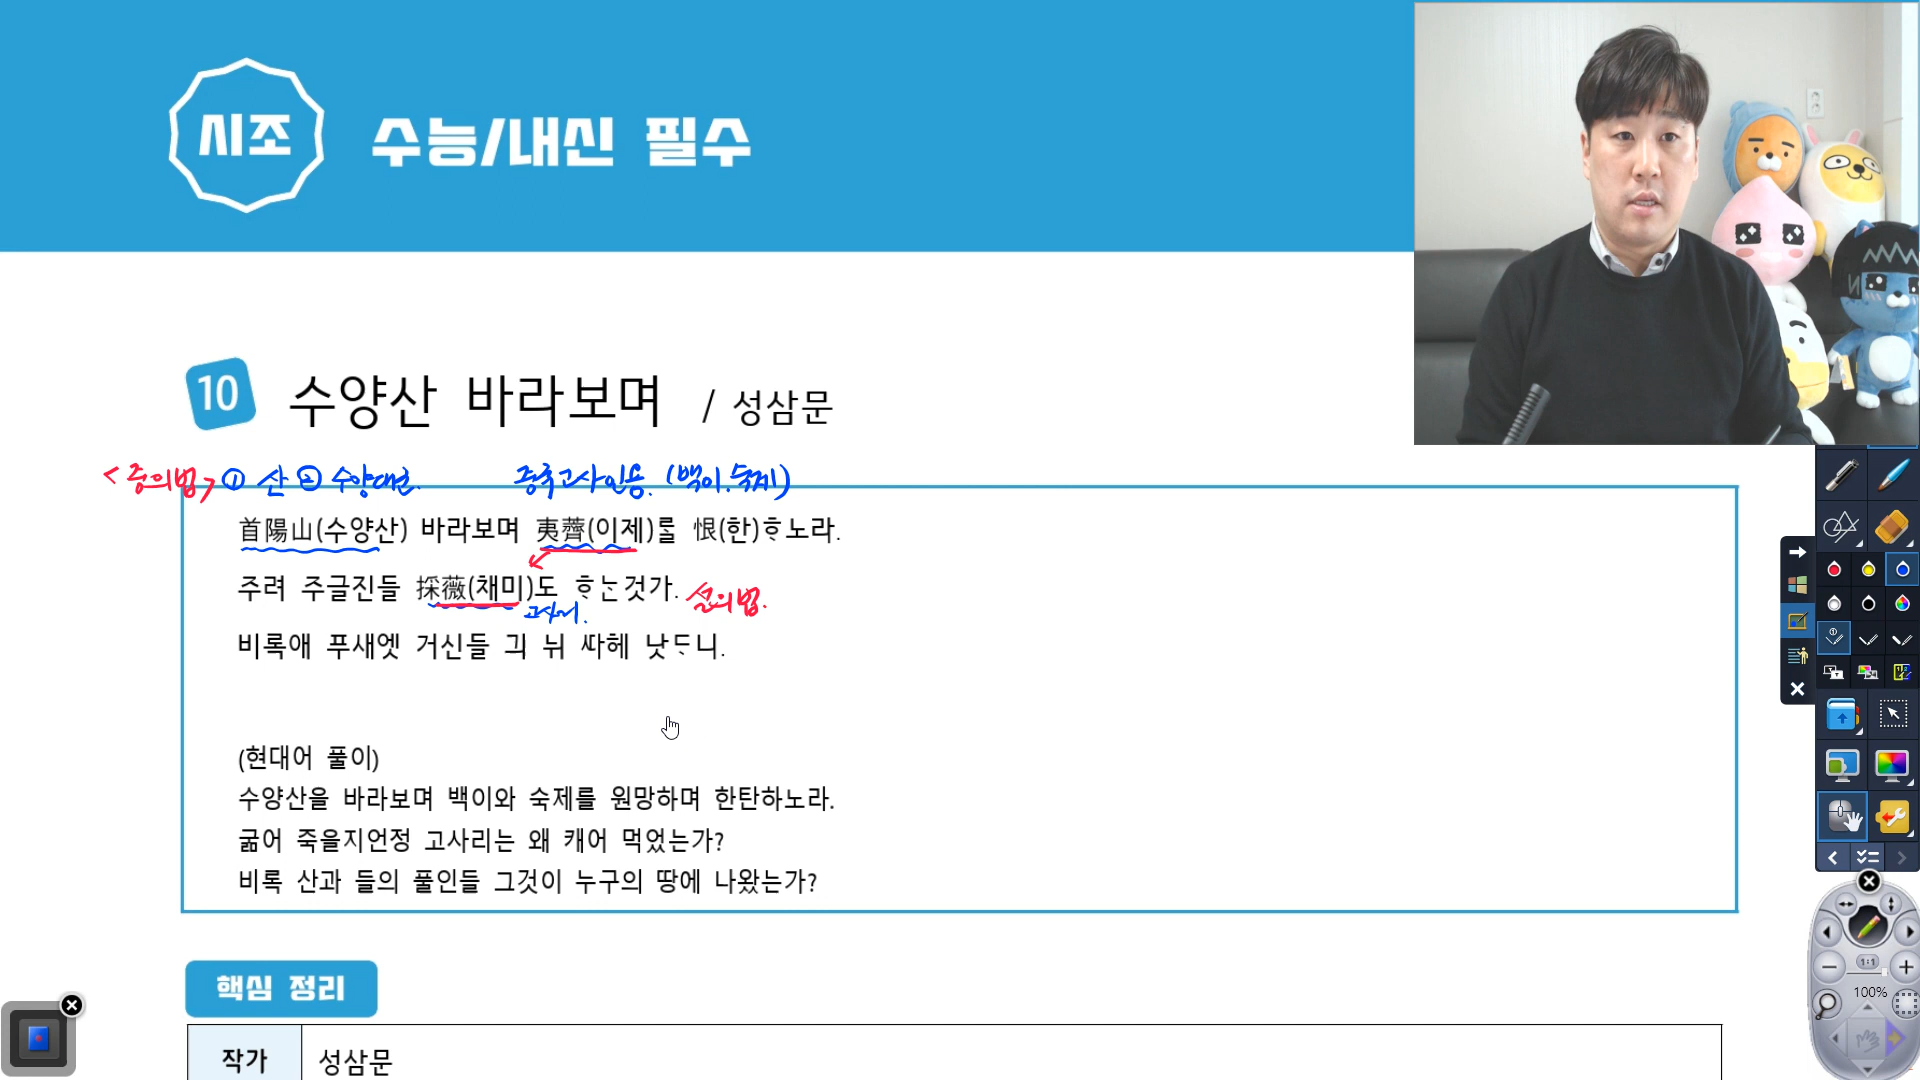 시조
수능/내신 필수
10 수양산 바라보며 / 성삼문
<중의법> ① 산 ② 수양대군. 중국고사인용. (백이.숙제)
首陽山(수양산) 바라보며 夷薺(이제)를 恨(한)ᄒᆞ노라.
주려 주글진들 採薇(채미)도 ᄒᆞᄂᆞᆫ것가. 설의법.
고사리.
비록애 푸새엣 거신들 긔 뉘 ᄯᅡ헤 낫ᄃᆞ니.
(현대어 풀이)
수양산을 바라보며 백이와 숙제를 원망하며 한탄하노라.
굶어 죽을지언정 고사리는 왜 캐어 먹었는가?
비록 산과 들의 풀인들 그것이 누구의 땅에 나왔는가?
핵심 정리
작가 성삼문
1:1
100%